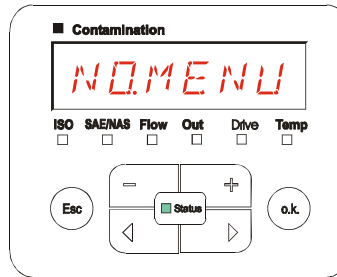 Contamination
NO.MENU
ISO SAE/NAS Flow Out Drive Temp
− +
Esc Status o.k.